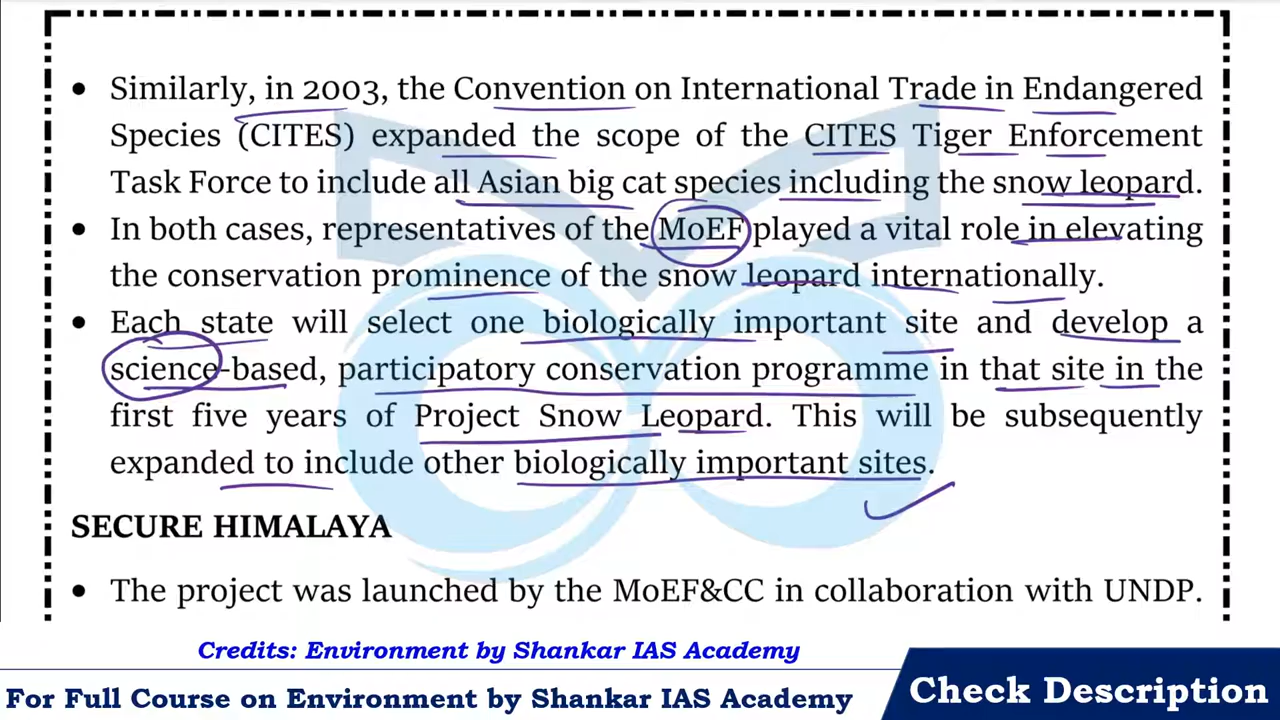 • Similarly, in 2003, the Convention on International Trade in Endangered
Species (CITES) expanded the scope of the CITES Tiger Enforcement
Task Force to include all Asian big cat species including the snow leopard.
• In both cases, representatives of the MoEF played a vital role in elevating
the conservation prominence of the snow leopard internationally.
• Each state will select one biologically important site and develop a
science-based, participatory conservation programme in that site in the
first five years of Project Snow Leopard. This will be subsequently
expanded to include other biologically important sites.
SECURE HIMALAYA
• The project was launched by the MoEF&CC in collaboration with UNDP.
Credits: Environment by Shankar IAS Academy
For Full Course on Environment by Shankar IAS Academy
Check Description